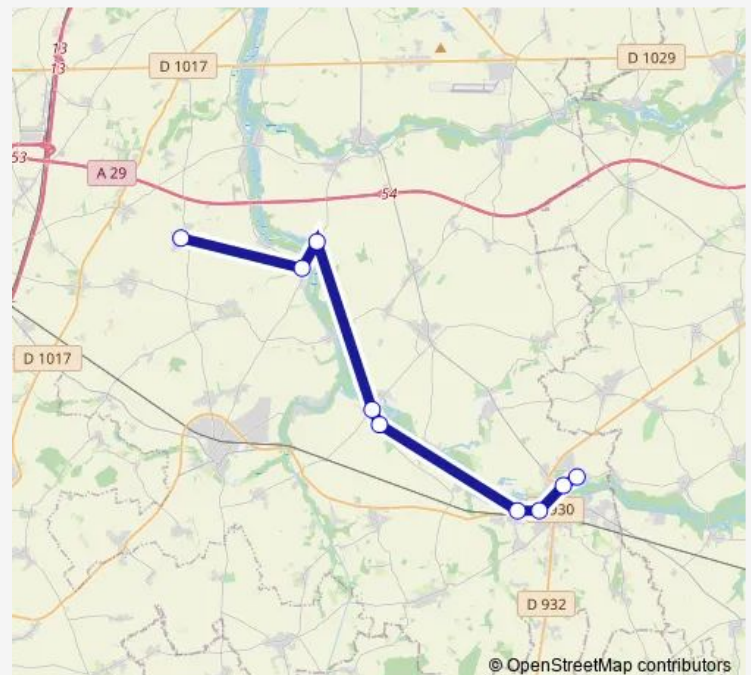 13
13
D 1017
D 1029
53
A 29
54
D 1017
930
D 932
© OpenStreetMap contributors